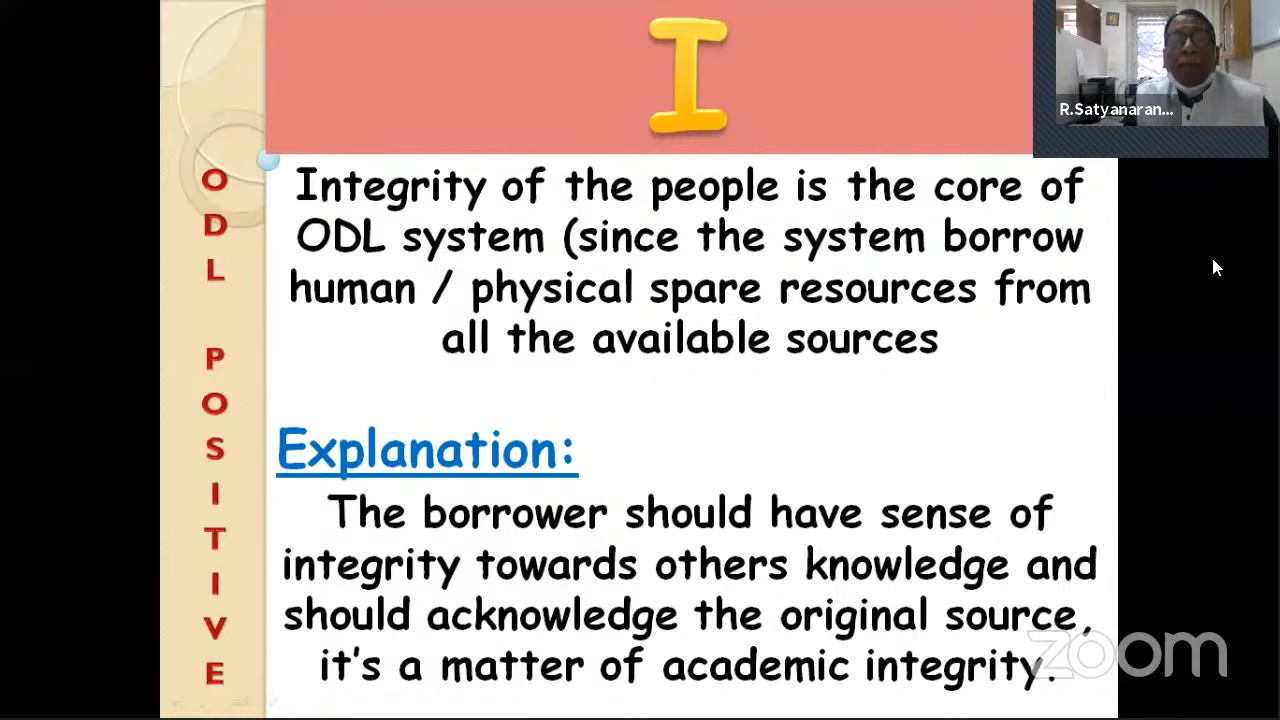 I
R.Satyanaran...
Integrity of the people is the core of
ODL system (since the system borrow
human / physical spare resources from
all the available sources
Explanation:
The borrower should have sense of
integrity towards others knowledge and
should acknowledge the original source,
it's a matter of academic integrity.
ODL POSITIVE
zoom